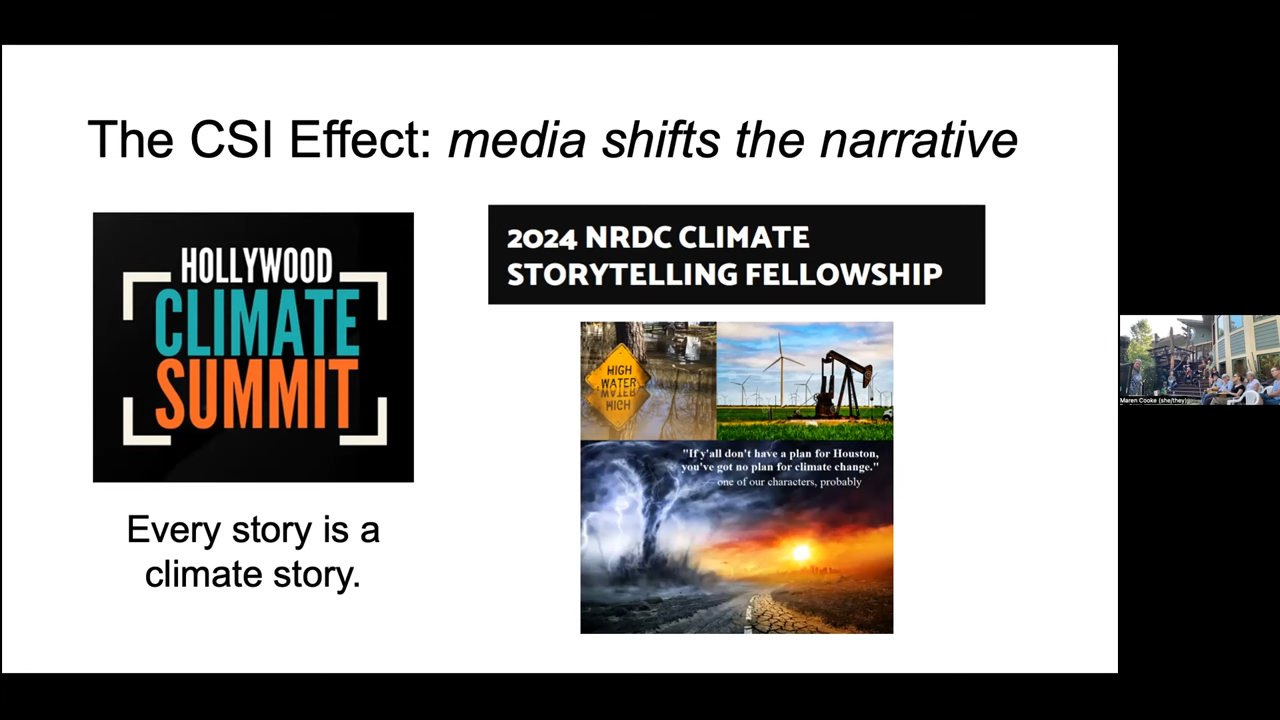 The CSI Effect: media shifts the narrative
HOLLYWOOD
CLIMATE
SUMMIT
Every story is a
climate story.
2024 NRDC CLIMATE
STORYTELLING FELLOWSHIP
HIGH
WATER
"If y'all don't have a plan for Houston,
you've got no plan for climate change."
one of our characters, probably
Maren Cooke (she/they)